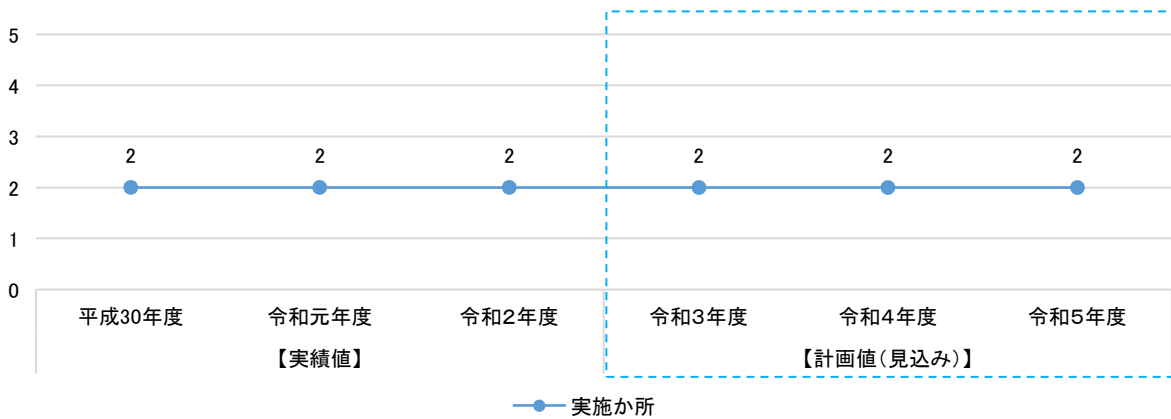 5
4
3
2
1
0
2 2 2 2 2 2
平成30年度 令和元年度 令和2年度 令和3年度 令和4年度 令和5年度
【実績値】 【計画値(見込み)】
実施か所